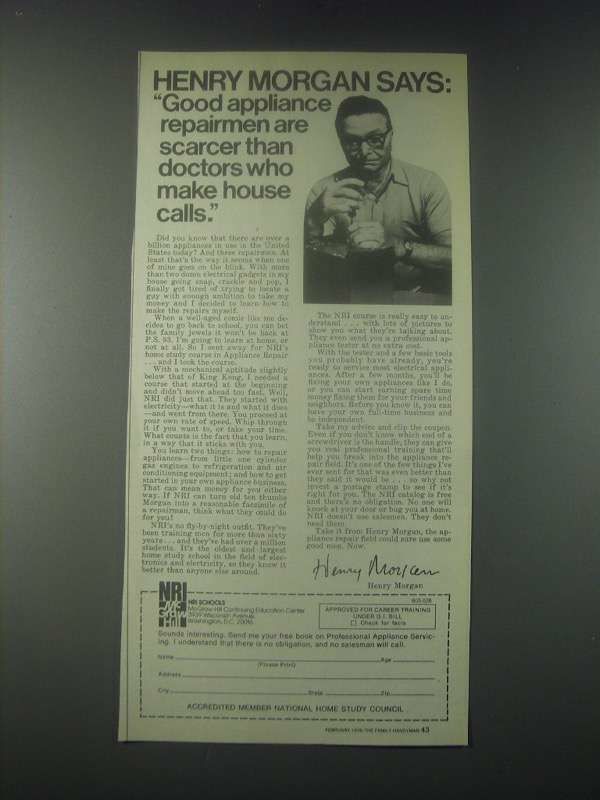 HENRY MORGAN SAYS:
“Good appliance
repairmen are
scarcer than
doctors who
make house
calls.”
Did you know that there are over a
billion appliances in use in the United
States today? And three repairmen. At
least that's the way it seems when one
of mine goes on the blink. With more
than two dozen electrical gadgets in my
house going snap, crackle and pop, I
finally got tired of trying to locate a
guy with enough ambition to take my
money and I decided to learn how to
make the repairs myself.
When a well-aged comic like me de-
cides to go back to school, you can bet
the family jewels it won't be back at
P.S. 93. I'm going to learn at home, or
not at all. So I sent away for NRI's
home study course in Appliance Repair
. . . and I took the course.
With a mechanical aptitude slightly
below that of King Kong, I needed a
course that started at the beginning
and didn't move ahead too fast. Well,
NRI did just that. They started with
electricity—what it is and what it does
—and went from there. You proceed at
your own rate of speed. Whip through
it if you want to, or take your time.
What counts is the fact that you learn,
in a way that it sticks with you.
You learn two things: how to repair
appliances—from little one cylinder
gas engines to refrigeration and air
conditioning equipment; and how to get
started in your own appliance business.
That can mean money for you either
way. If NRI can turn old ten thumbs
Morgan into a reasonable facsimile of
a repairman, think what they could do
for you!
NRI's no fly-by-night outfit. They've
been training men for more than sixty
years . . . and they've had over a million
students. It's the oldest and largest
home study school in the field of elec-
tronics and electricity, so they know it
better than anyone else around.
The NRI course is really easy to un-
derstand . . . with lots of pictures to
show you what they're talking about.
They even send you a professional ap-
pliance tester at no extra cost.
With the tester and a few basic tools
you probably have already, you're
ready to service most electrical appli-
ances. After a few months, you'll be
fixing your own appliances like I do,
or you can start earning spare time
money fixing them for your friends and
neighbors. Before you know it, you can
have your own full-time business and
be independent.
Take my advice and clip the coupon.
Even if you don't know which end of a
screwdriver is the handle, they can give
you real professional training that'll
help you break into the appliance re-
pair field. It's one of the few things I've
ever sent for that was even better than
they said it would be . . . so why not
invest a postage stamp to see if it's
right for you. The NRI catalog is free
and there's no obligation. No one will
knock at your door or bug you at home.
NRI doesn't use salesmen. They don't
need them.
Take it from Henry Morgan, the ap-
pliance repair field could sure use some
good men. Now.
Henry Morgan
Henry Morgan
NRI
Mc
Graw
Hill
NRI SCHOOLS
McGraw-Hill Continuing Education Center
3939 Wisconsin Avenue,
Washington, D.C. 20016
APPROVED FOR CAREER TRAINING
UNDER G.I. BILL
Check for facts
Sounds interesting. Send me your free book on Professional Appliance Servic-
ing. I understand that there is no obligation, and no salesman will call.
Name Age
(Please Print)
Address
City State Zip
ACCREDITED MEMBER NATIONAL HOME STUDY COUNCIL
FEBRUARY THE FAMILY HANDYMAN 43